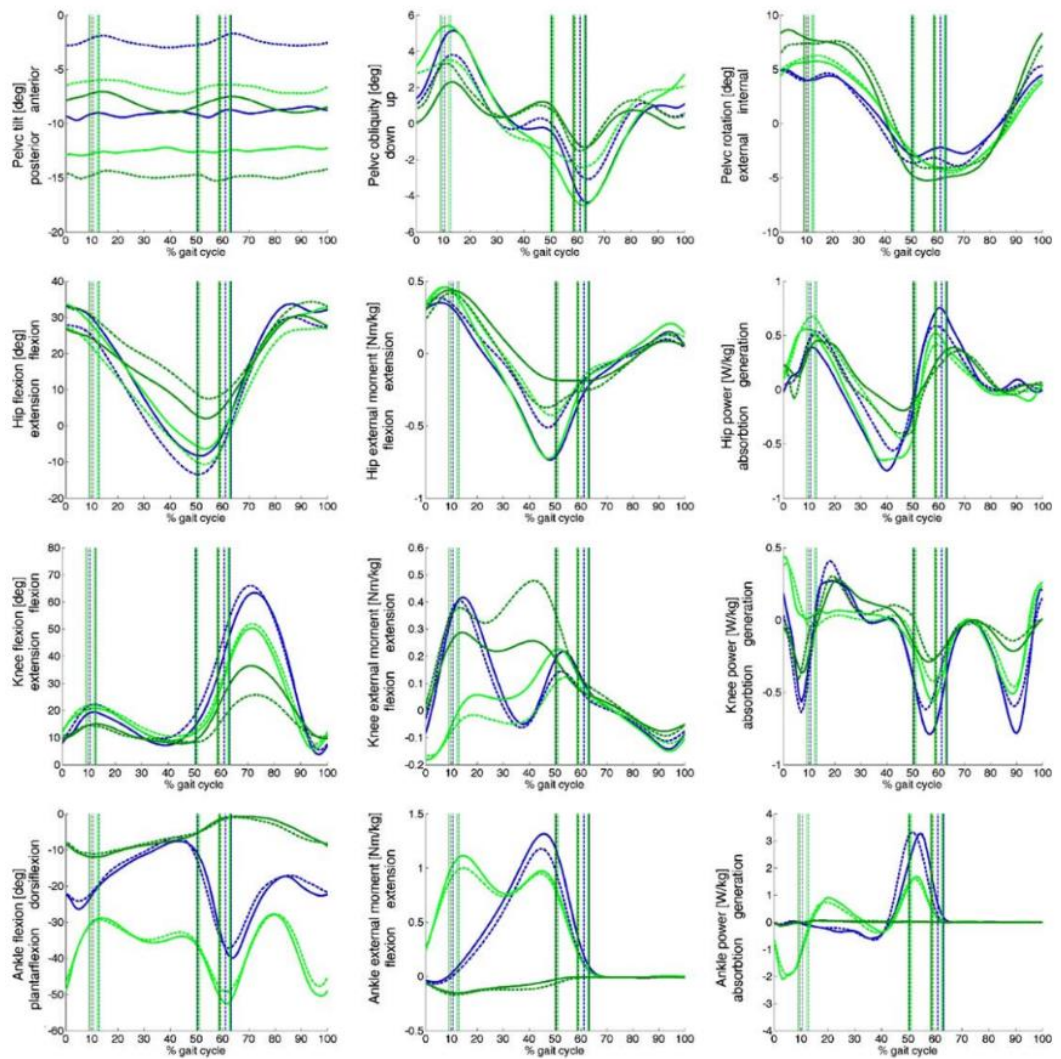 Pelvc tilt [deg]
posterior anterior
0
-5
-10
-15
-20
0 10 20 30 40 50 60 70 80 90 100
% gait cycle
Pelvc obliquity [deg]
down up
6
4
2
0
-2
-4
-6
0 10 20 30 40 50 60 70 80 90 100
% gait cycle
Pelvc rotation [deg]
external internal
10
5
0
-5
-10
0 10 20 30 40 50 60 70 80 90 100
% gait cycle
Hip flexion [deg]
extension flexion
40
30
20
10
0
-10
-20
0 10 20 30 40 50 60 70 80 90 100
% gait cycle
Hip external moment [Nm/kg]
flexion extension
0.5
0
-0.5
-1
0 10 20 30 40 50 60 70 80 90 100
% gait cycle
Hip power [W/kg]
absorbtion generation
1
0.5
0
-0.5
-1
0 10 20 30 40 50 60 70 80 90 100
% gait cycle
Knee flexion [deg]
extension flexion
80
70
60
50
40
30
20
10
0
0 10 20 30 40 50 60 70 80 90 100
% gait cycle
Knee external moment [Nm/kg]
flexion extension
0.6
0.5
0.4
0.3
0.2
0.1
0
-0.1
-0.2
0 10 20 30 40 50 60 70 80 90 100
% gait cycle
Knee power [W/kg]
absorbtion generation
0.5
0
-0.5
-1
0 10 20 30 40 50 60 70 80 90 100
% gait cycle
Ankle flexion [deg]
plantarflexion dorsiflexion
0
-10
-20
-30
-40
-50
-60
0 10 20 30 40 50 60 70 80 90 100
% gait cycle
Ankle external moment [Nm/kg]
flexion extension
1.5
1
0.5
0
-0.5
0 10 20 30 40 50 60 70 80 90 100
% gait cycle
Ankle power [W/kg]
absorbtion generation
4
3
2
1
0
-1
-2
-3
-4
0 10 20 30 40 50 60 70 80 90 100
% gait cycle